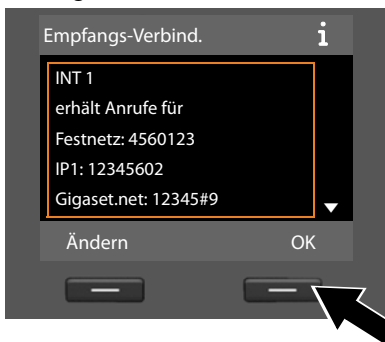 Empfangs-Verbind. i
INT 1
erhält Anrufe für
Festnetz: 4560123
IP1: 12345602
Gigaset.net: 12345#9
Ändern OK